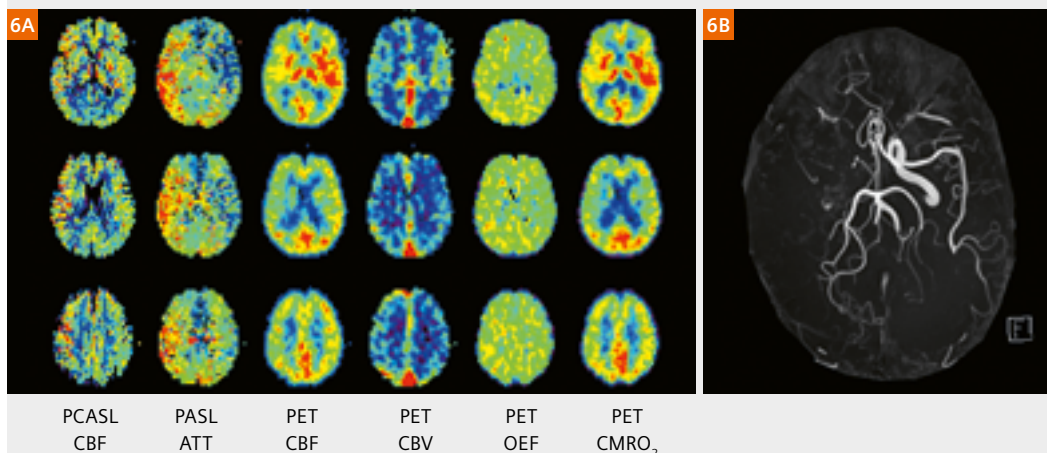 6A
6B
F
PCASL PASL PET PET PET PET
CBF ATT CBF CBV OEF CMRO₂